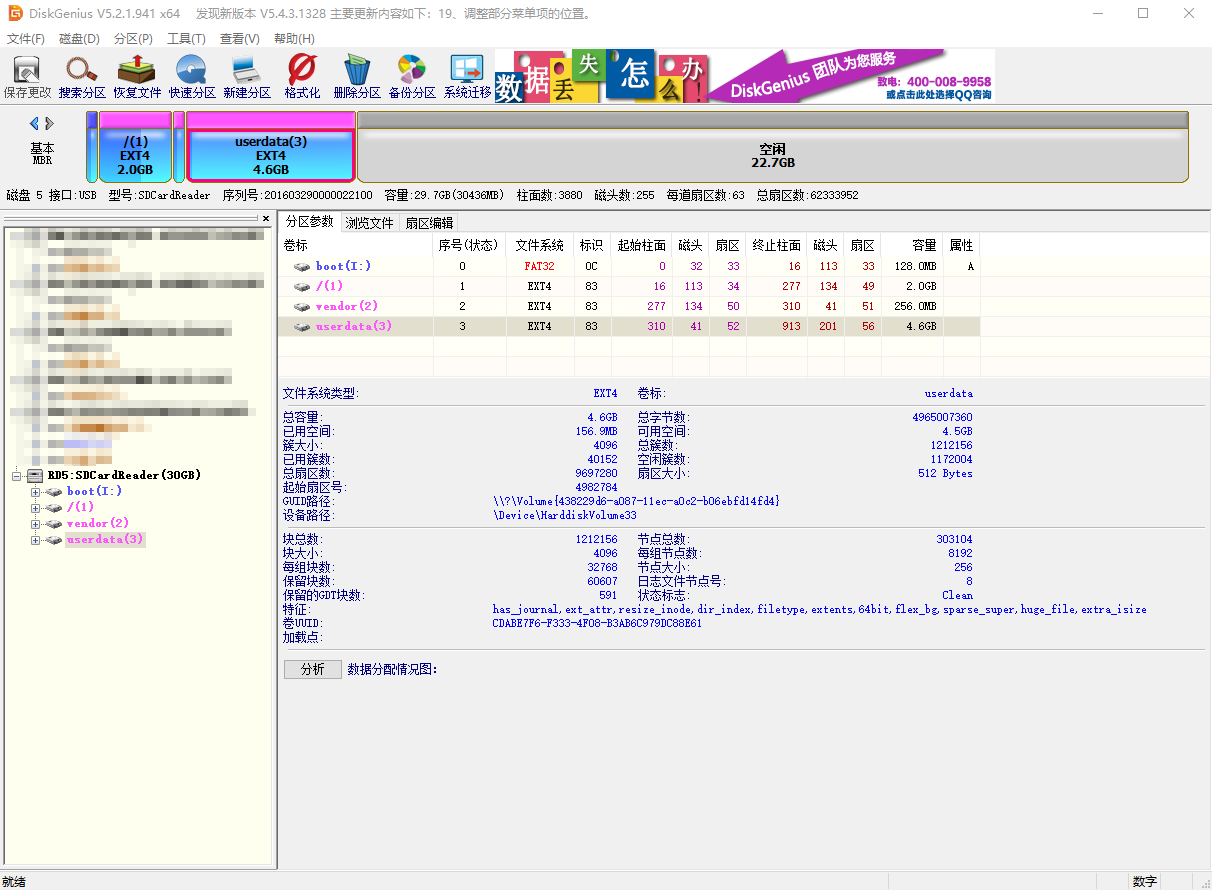 DiskGenius V5.2.1.941 x64 发现新版本 V5.4.3.1328 主要更新内容如下：19、调整部分菜单项的位置。
文件(F) 磁盘(D) 分区(P) 工具(T) 查看(V) 帮助(H)
保存更改 搜索分区 恢复文件 快速分区 新建分区 格式化 删除分区 备份分区 系统迁移
数据丢失怎么办！
DiskGenius 团队为您服务
致电：400-008-9958
或点击此处选择QQ咨询
基本
MBR
/(1)
EXT4
2.0GB
userdata(3)
EXT4
4.6GB
空闲
22.7GB
磁盘 5 接口:USB 型号:SDCardReader 序列号:201603290000022100 容量:29.7GB(30436MB) 柱面数:3880 磁头数:255 每道扇区数:63 总扇区数:62333952
RD5:SDCardReader(30GB)
boot(I:)
/(1)
vendor(2)
userdata(3)
分区参数 浏览文件 扇区编辑
卷标 序号(状态) 文件系统 标识 起始柱面 磁头 扇区 终止柱面 磁头 扇区 容量 属性
boot(I:) 0 FAT32 0C 0 32 33 16 113 33 128.0MB A
/(1) 1 EXT4 83 16 113 34 277 134 49 2.0GB
vendor(2) 2 EXT4 83 277 134 50 310 41 51 256.0MB
userdata(3) 3 EXT4 83 310 41 52 913 201 56 4.6GB
文件系统类型: EXT4 卷标: userdata
总容量: 4.6GB 总字节数: 4965007360
已用空间: 156.9MB 可用空间: 4.5GB
簇大小: 4096 总簇数: 1212156
已用簇数: 40152 空闲簇数: 1172004
总扇区数: 9697280 扇区大小: 512 Bytes
起始扇区号: 4982784
GUID路径: \\?\Volume{438229d6-a087-11ec-a0c2-b06ebfd14fd4}
设备路径: \Device\HarddiskVolume33
块总数: 1212156 节点总数: 303104
块大小: 4096 每组节点数: 8192
每组块数: 32768 节点大小: 256
保留块数: 60607 日志文件节点号: 8
保留的GDT块数: 591 状态标志: Clean
特征: has_journal,ext_attr,resize_inode,dir_index,filetype,extents,64bit,flex_bg,sparse_super,huge_file,extra_isize
卷UUID: CDABE7F6-F333-4F08-B3AB6C979DC88E61
加载点:
分析 数据分配情况图:
就绪 数字